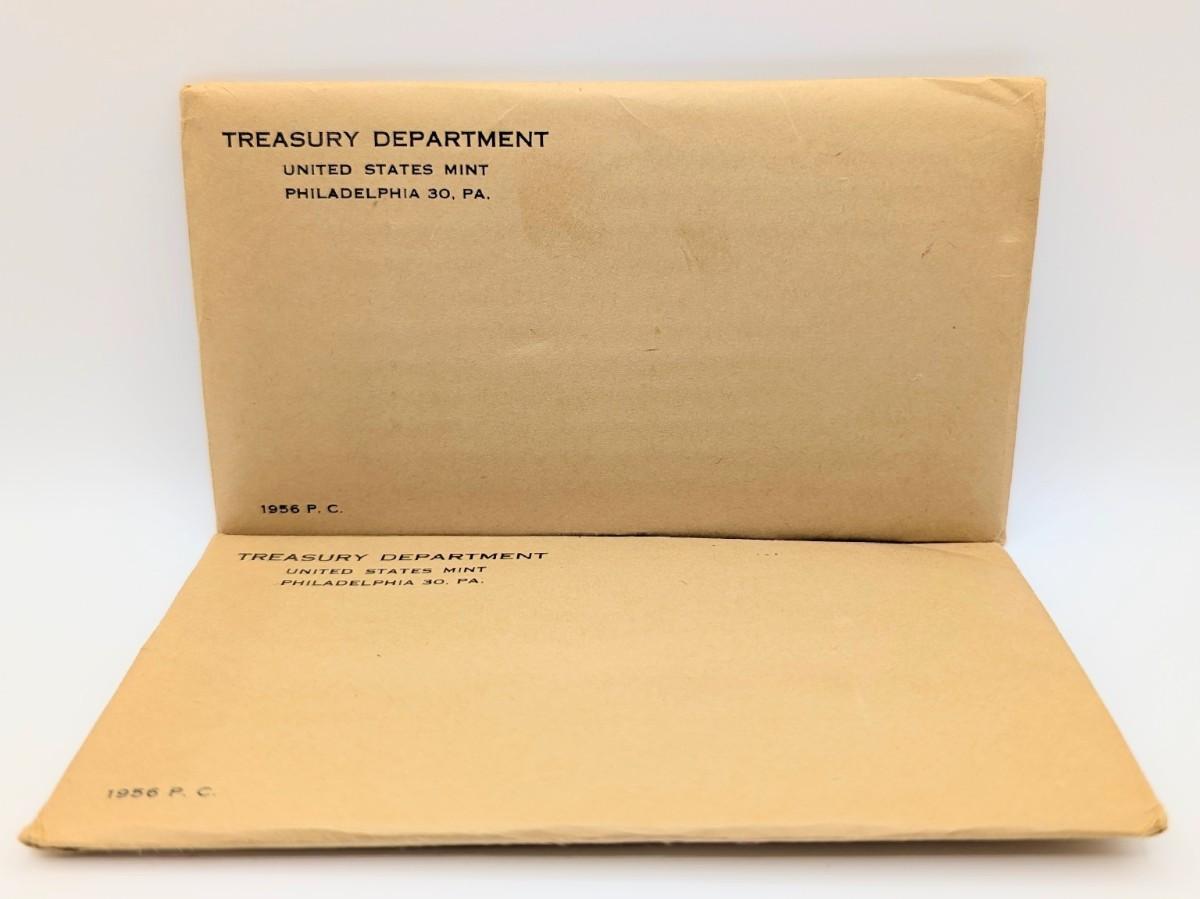 TREASURY DEPARTMENT
UNITED STATES MINT
PHILADELPHIA 30, PA.
1956 P. C.
TREASURY DEPARTMENT
UNITED STATES MINT
PHILADELPHIA 30, PA.
1956 P. C.